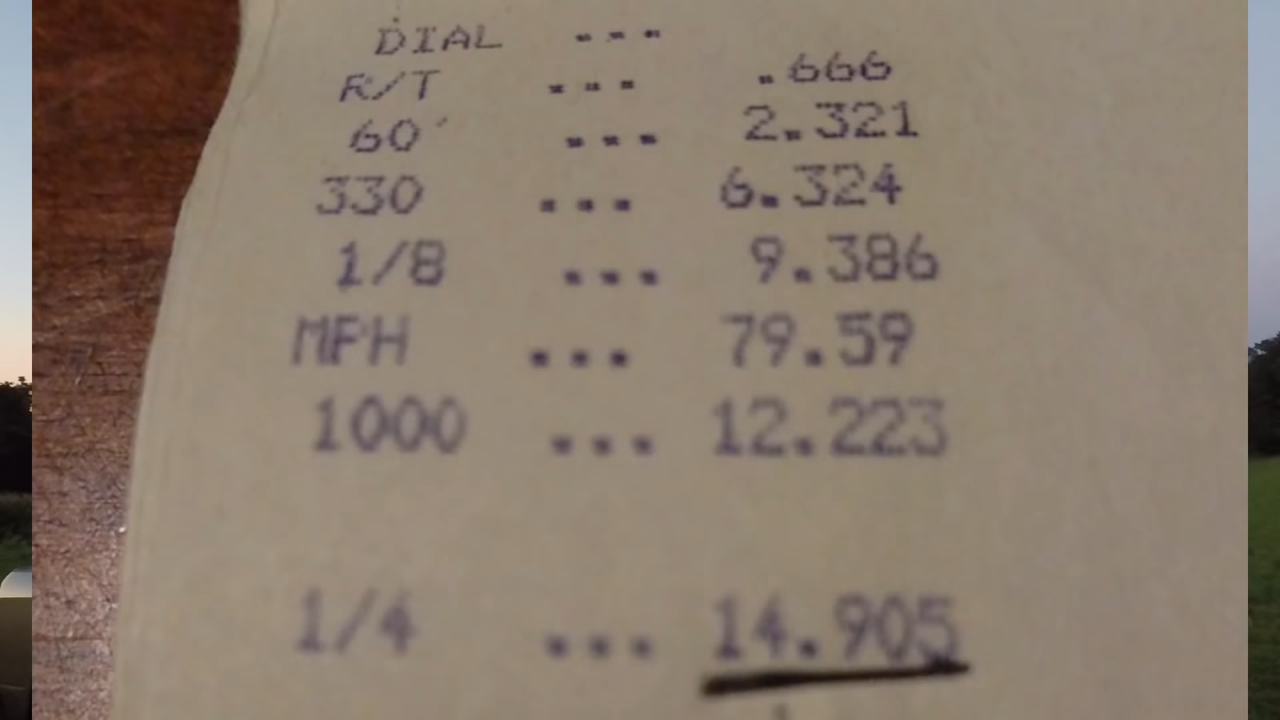 DIAL ...
R/T ... .666
60' ... 2.321
330 ... 6.324
1/8 ... 9.386
MPH ... 79.59
1000 ... 12.223
1/4 ... 14.905